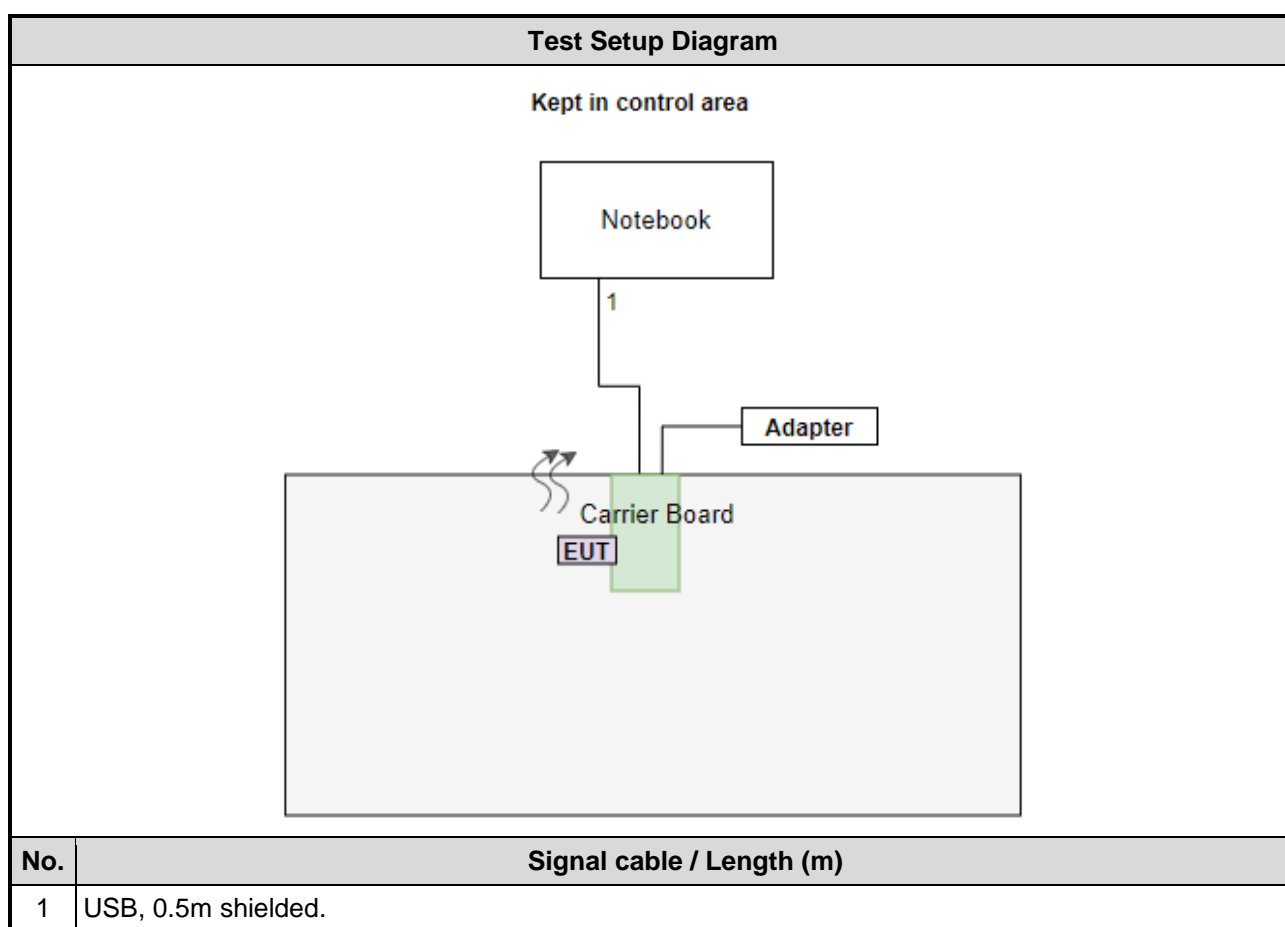 Test Setup Diagram
Kept in control area
Notebook
1
Adapter
Carrier Board
EUT
No. Signal cable / Length (m)
1 USB, 0.5m shielded.